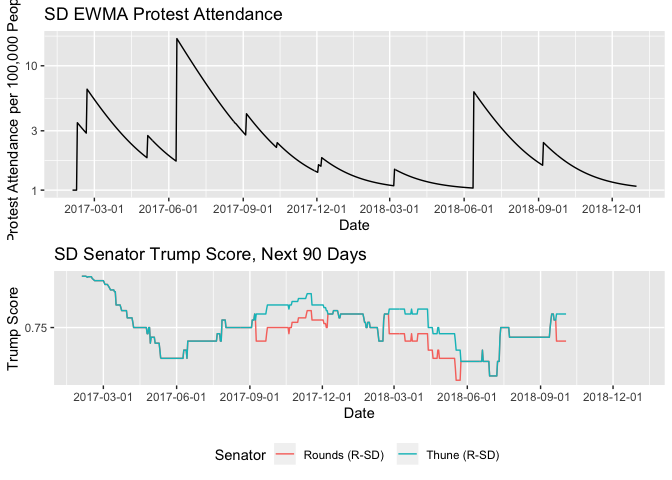 SD EWMA Protest Attendance
Protest Attendance per 100,000 Peop
10
3
1
2017-03-01 2017-06-01 2017-09-01 2017-12-01 2018-03-01 2018-06-01 2018-09-01 2018-12-01
Date
SD Senator Trump Score, Next 90 Days
Trump Score
0.75
2017-03-01 2017-06-01 2017-09-01 2017-12-01 2018-03-01 2018-06-01 2018-09-01 2018-12-01
Date
Senator Rounds (R-SD) Thune (R-SD)